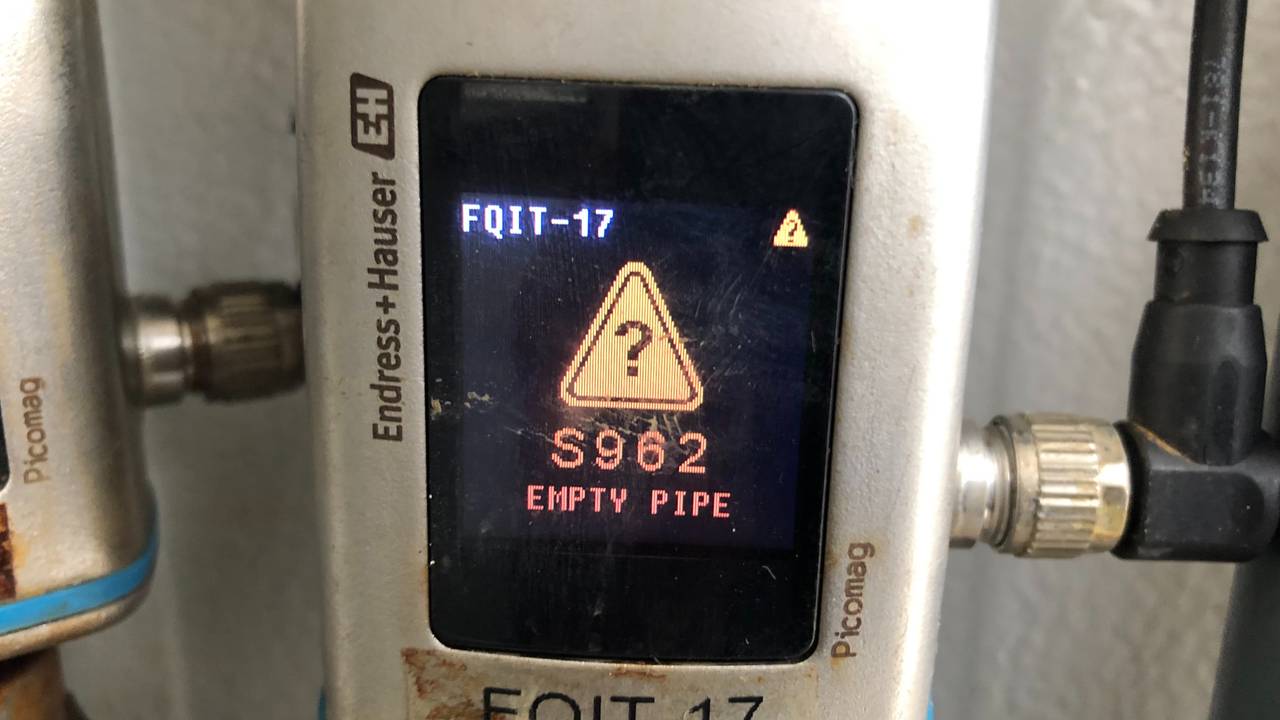 Picomag
EH
Endress+Hauser
FQIT-17
?
?
S962
EMPTY PIPE
Picomag
FQIT 17